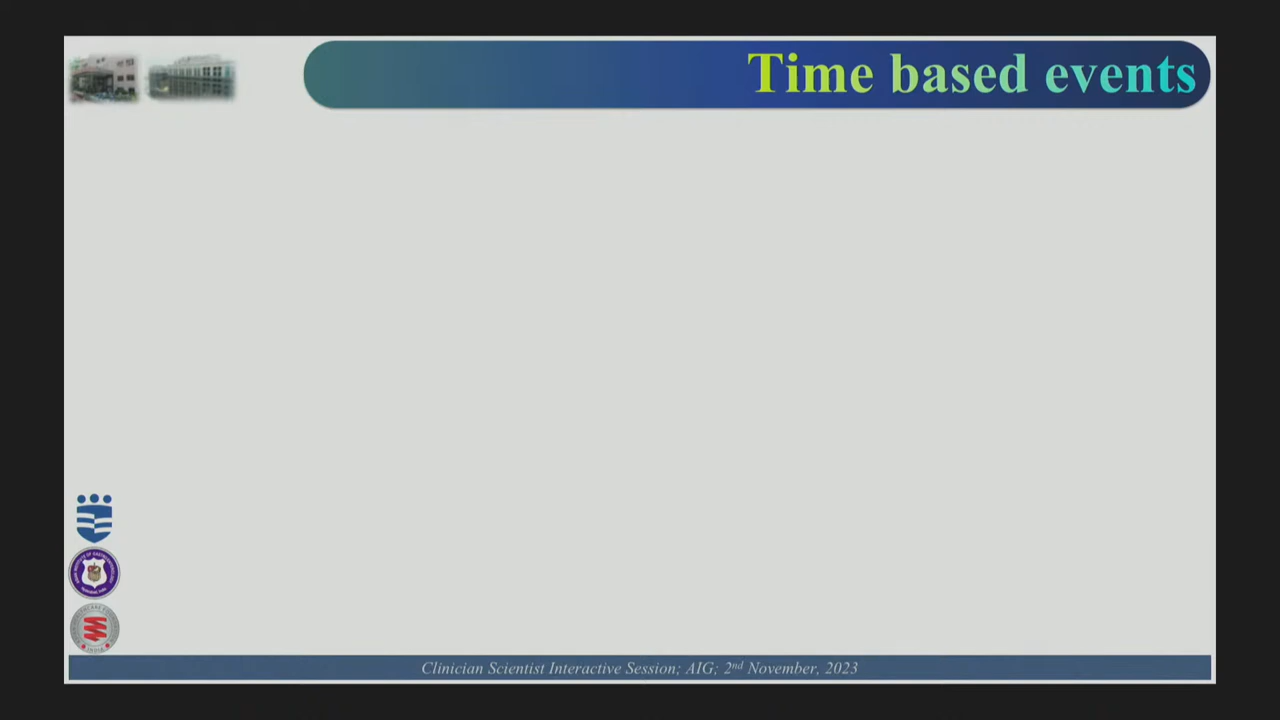 Time based events
Clinician Scientist Interactive Session; AIG; 2nd November, 2023